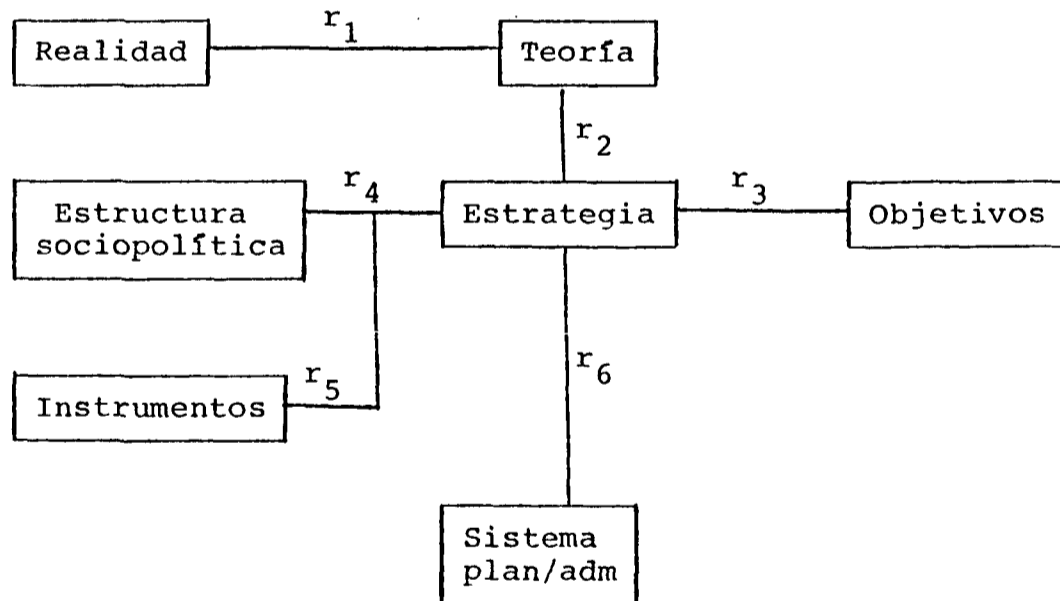 r1
Realidad
Teoría
r2
r4
r3
Estructura
sociopolítica
Estrategia
Objetivos
r6
r5
Instrumentos
Sistema
plan/adm